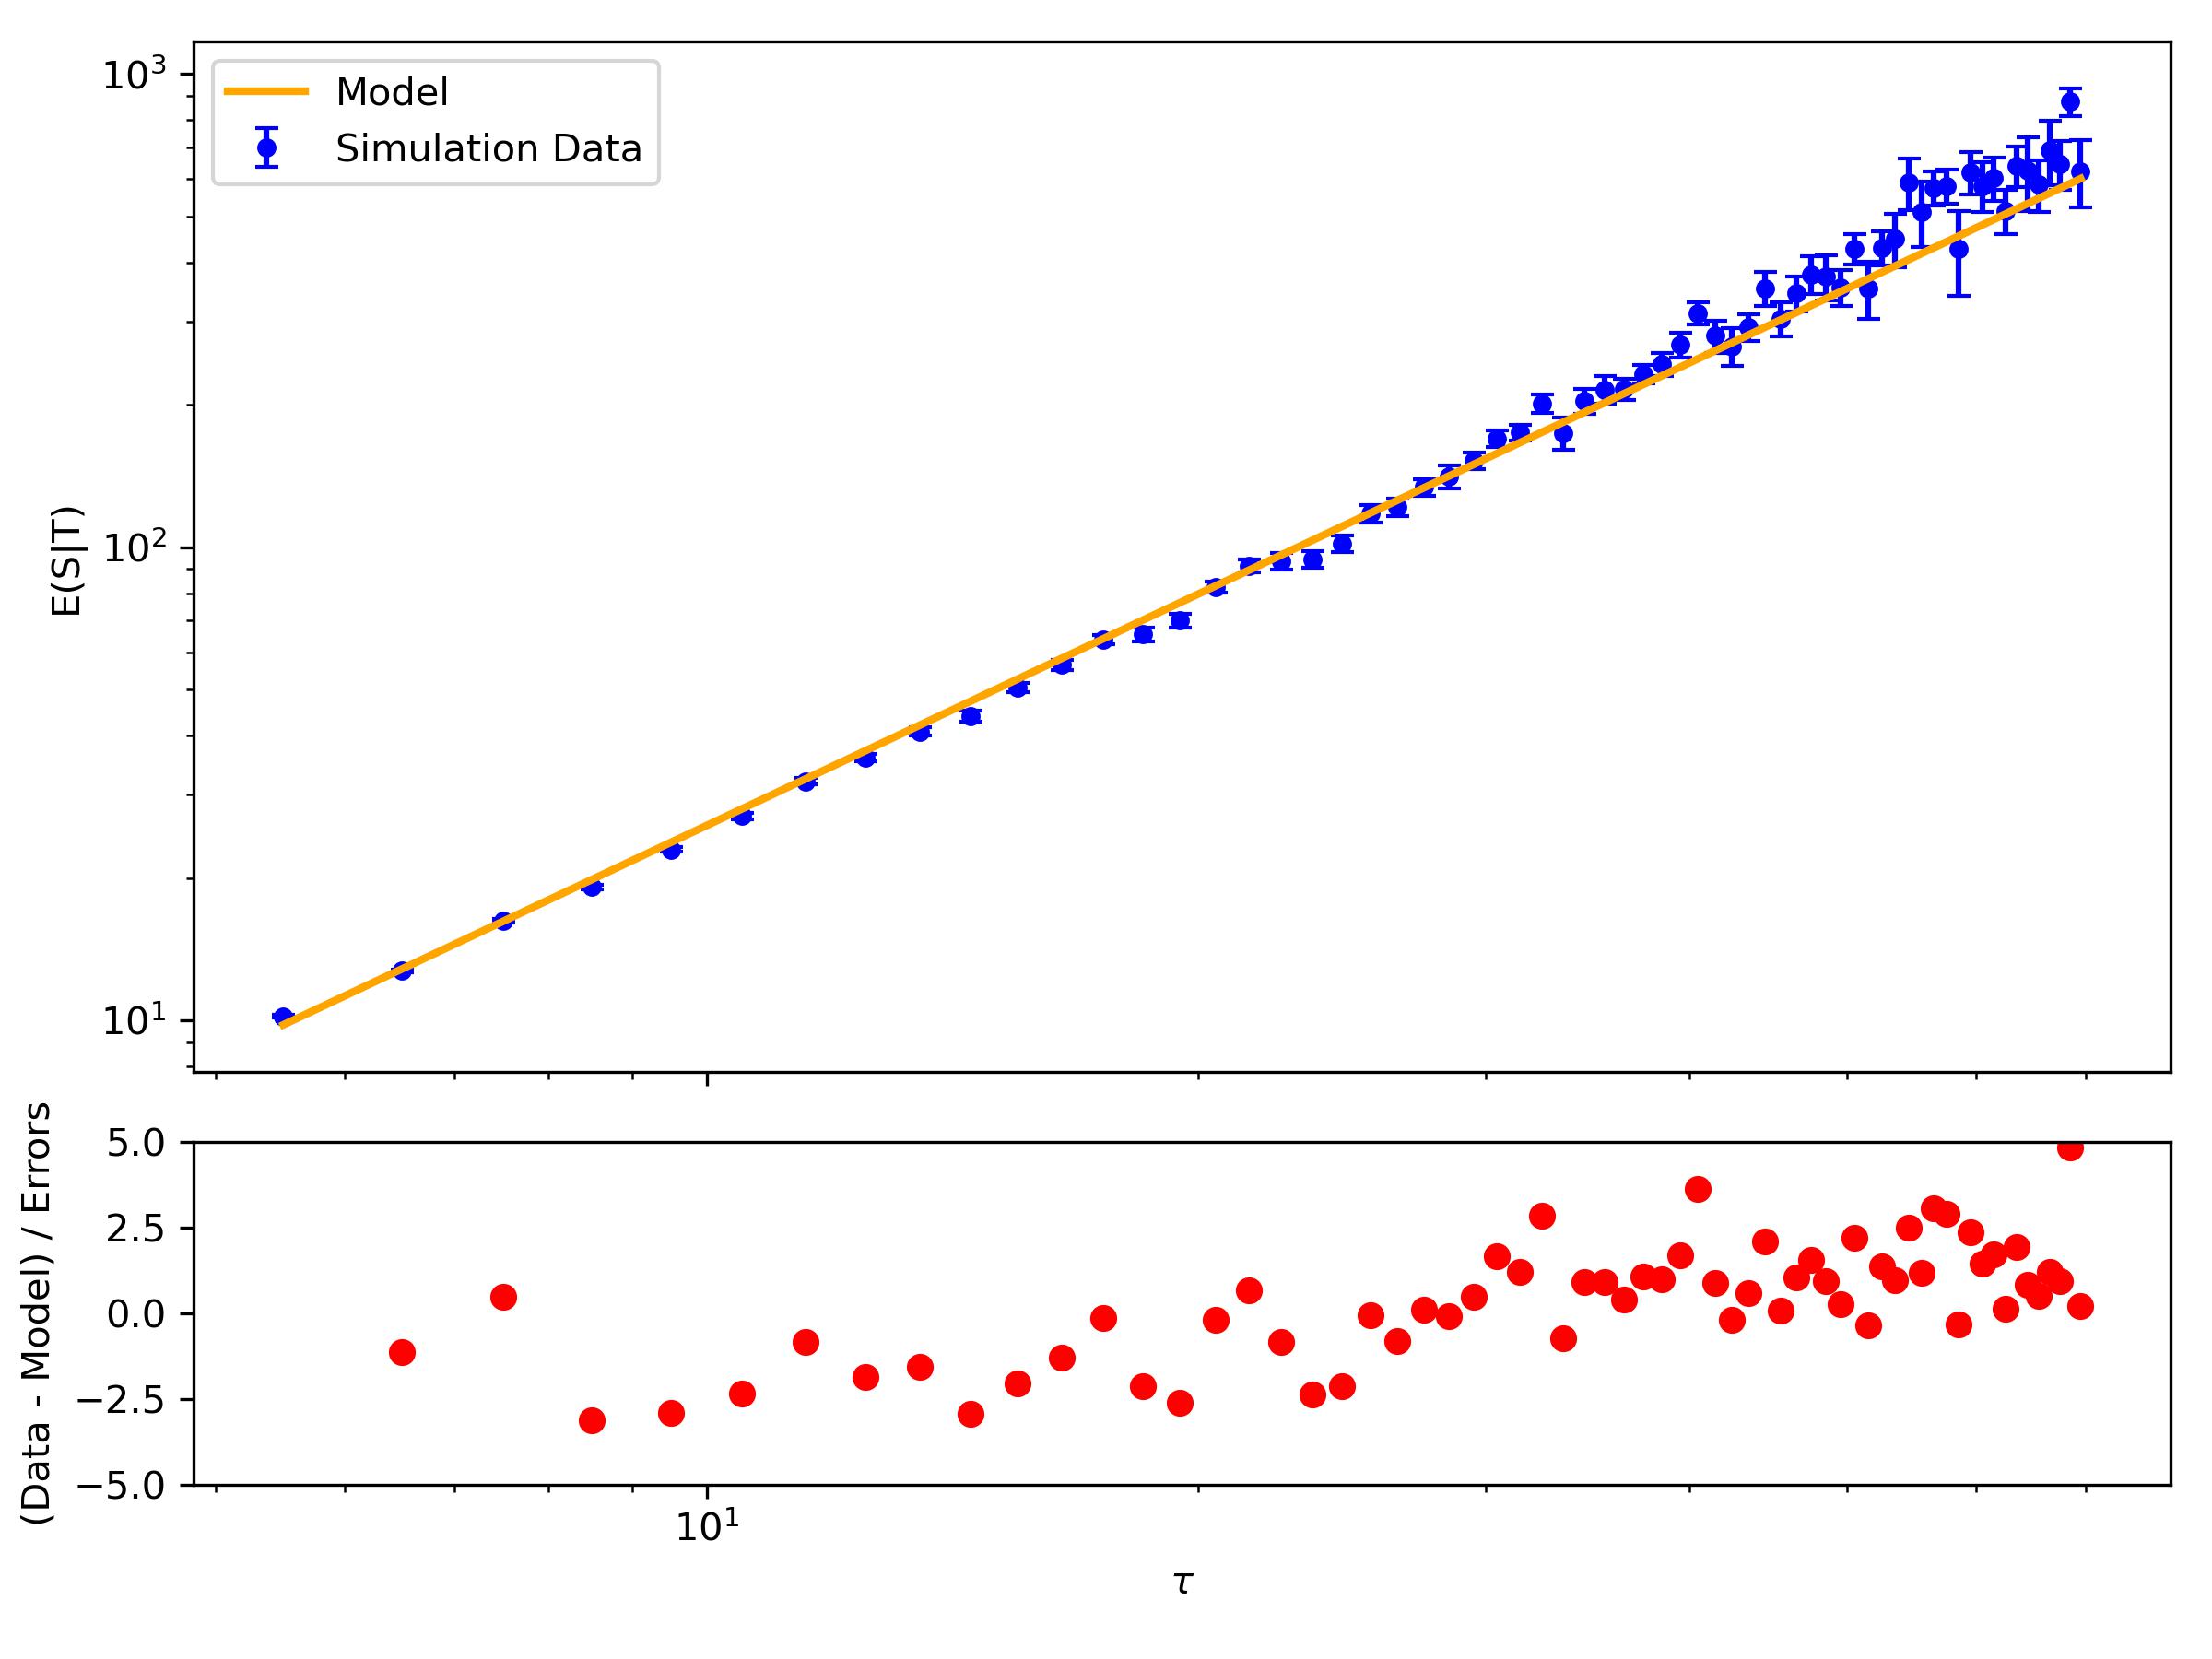 10³
Model
Simulation Data
E(S|T)
10²
10¹
(Data - Model) / Errors
5.0
2.5
0.0
−2.5
−5.0
10¹
τ